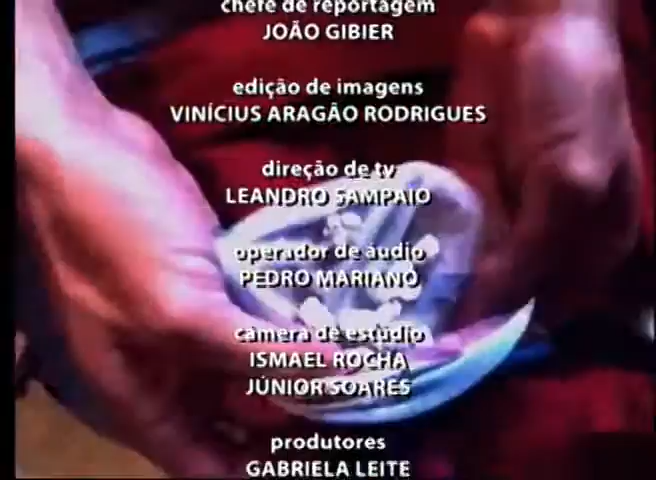 chefe de reportagem
JOÃO GIBIER
edição de imagens
VINÍCIUS ARAGÃO RODRIGUES
direção de tv
LEANDRO SAMPAIO
operador de áudio
PEDRO MARIANO
câmera de estúdio
ISMAEL ROCHA
JÚNIOR SOARES
produtores
GABRIELA LEITE